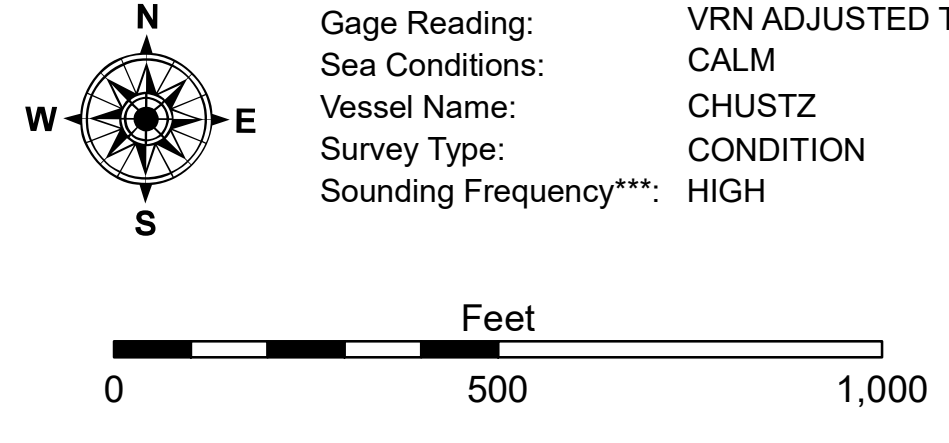 N
W E
S
Gage Reading: VRN ADJUSTED
Sea Conditions: CALM
Vessel Name: CHUSTZ
Survey Type: CONDITION
Sounding Frequency***: HIGH
Feet
0 500 1,000